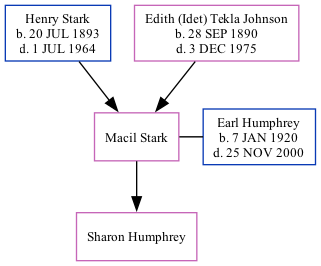 Henry Stark
b. 20 JUL 1893
d. 1 JUL 1964
Edith (Idet) Tekla Johnson
b. 28 SEP 1890
d. 3 DEC 1975
Macil Stark
Earl Humphrey
b. 7 JAN 1920
d. 25 NOV 2000
Sharon Humphrey